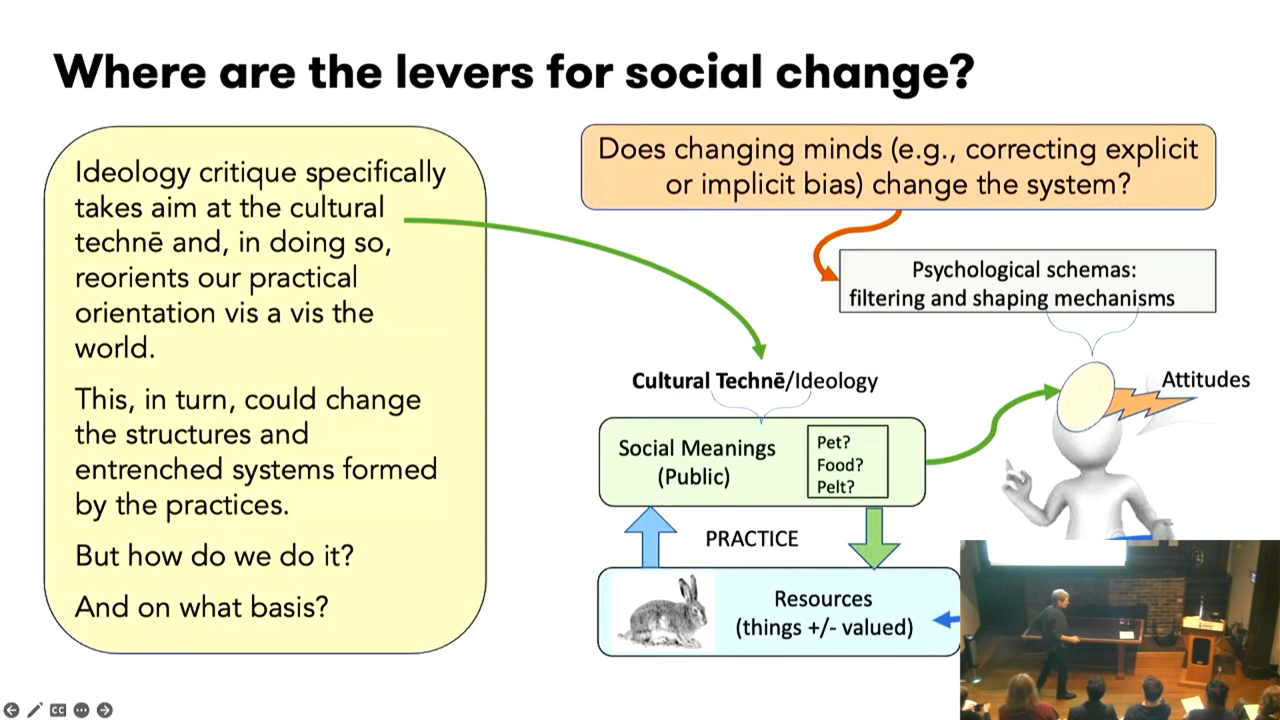 Where are the levers for social change?
Ideology critique specifically
takes aim at the cultural
technē and, in doing so,
reorients our practical
orientation vis a vis the
world.
This, in turn, could change
the structures and
entrenched systems formed
by the practices.
But how do we do it?
And on what basis?
Does changing minds (e.g., correcting explicit
or implicit bias) change the system?
Psychological schemas:
filtering and shaping mechanisms
Attitudes
Cultural Technē/Ideology
Social Meanings
(Public)
Pet?
Food?
Pelt?
PRACTICE
Resources
(things +/- valued)
CC